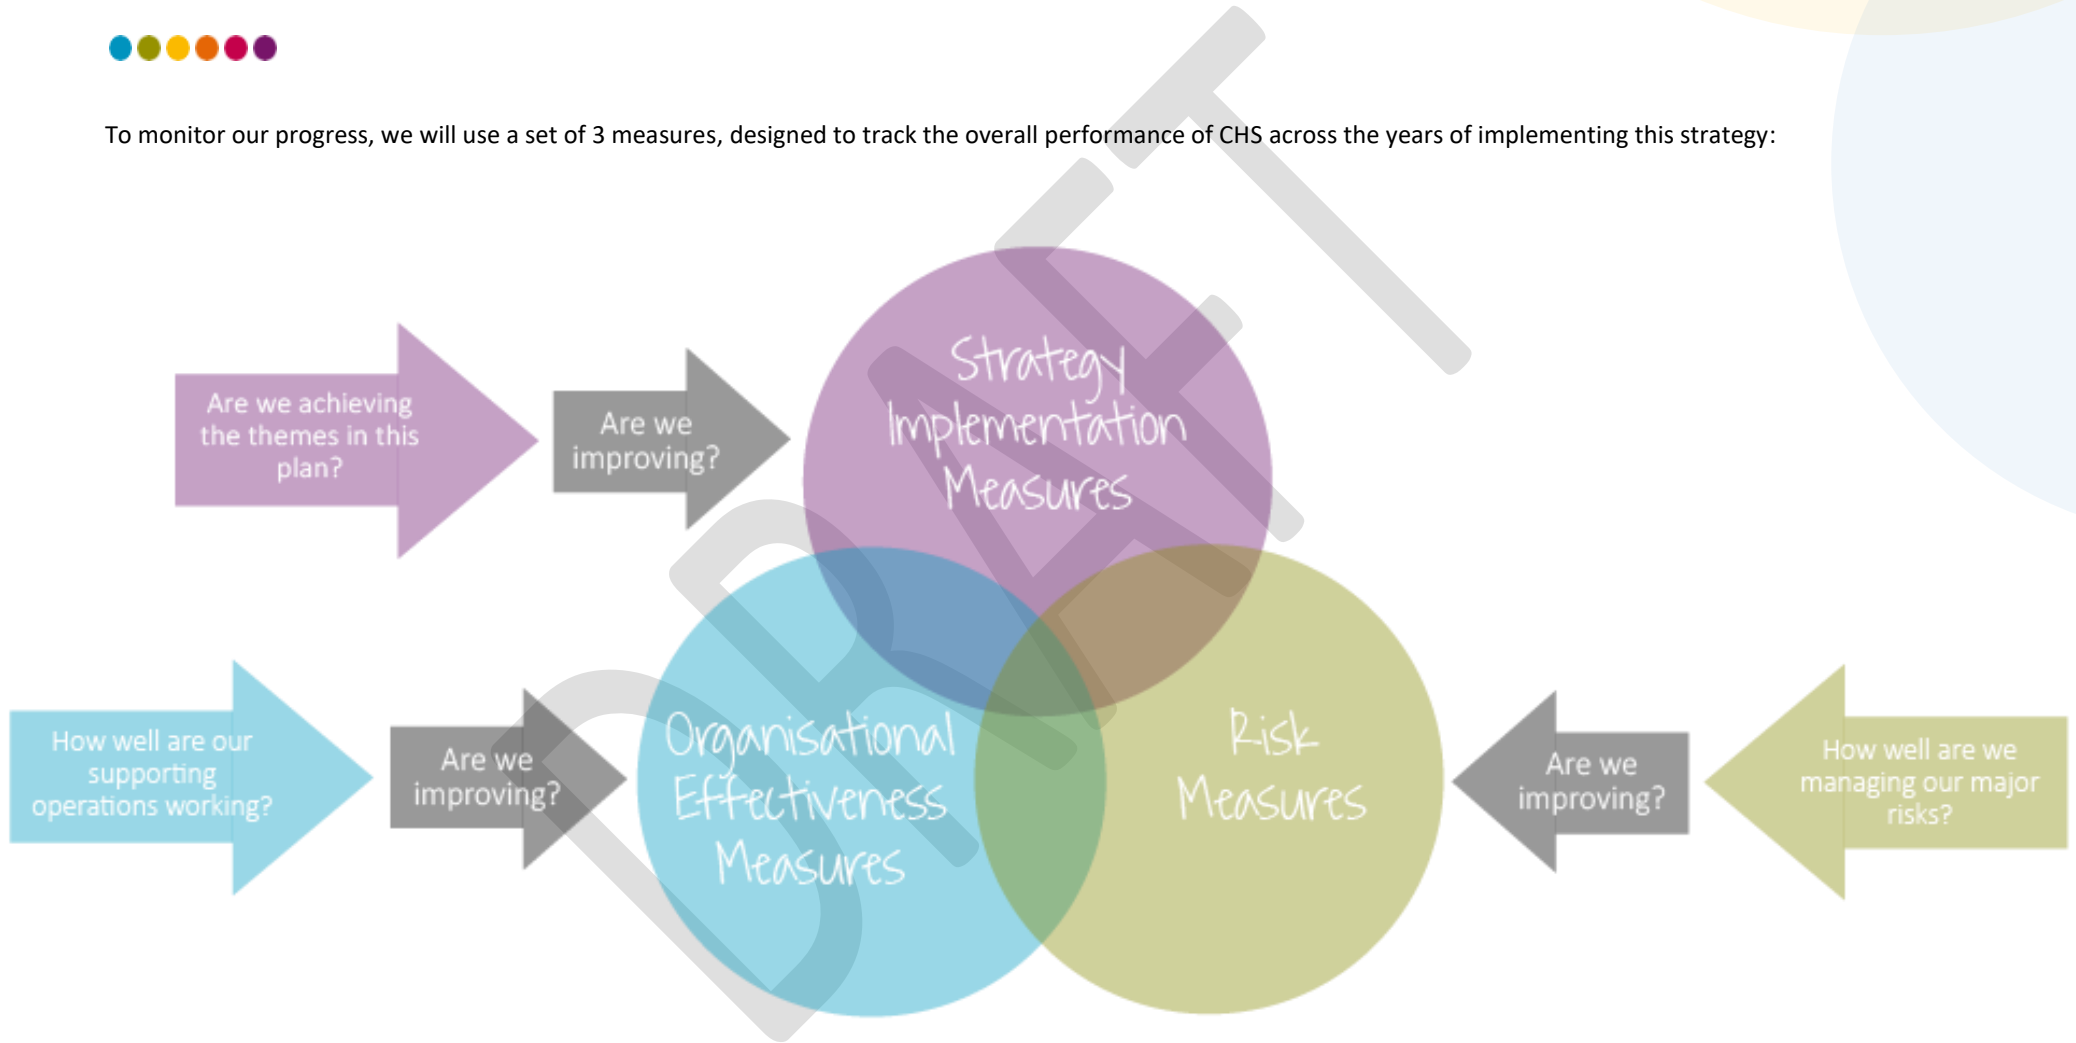 To monitor our progress, we will use a set of 3 measures, designed to track the overall performance of CHS across the years of implementing this strategy:
Strategy
Implementation
Measures
Are we achieving
the themes in this
plan?
Are we
improving?
Organisational
Effectiveness
Measures
How well are our
supporting
operations working?
Are we
improving?
Risk
Measures
Are we
improving?
How well are we
managing our major
risks?
DRAFT